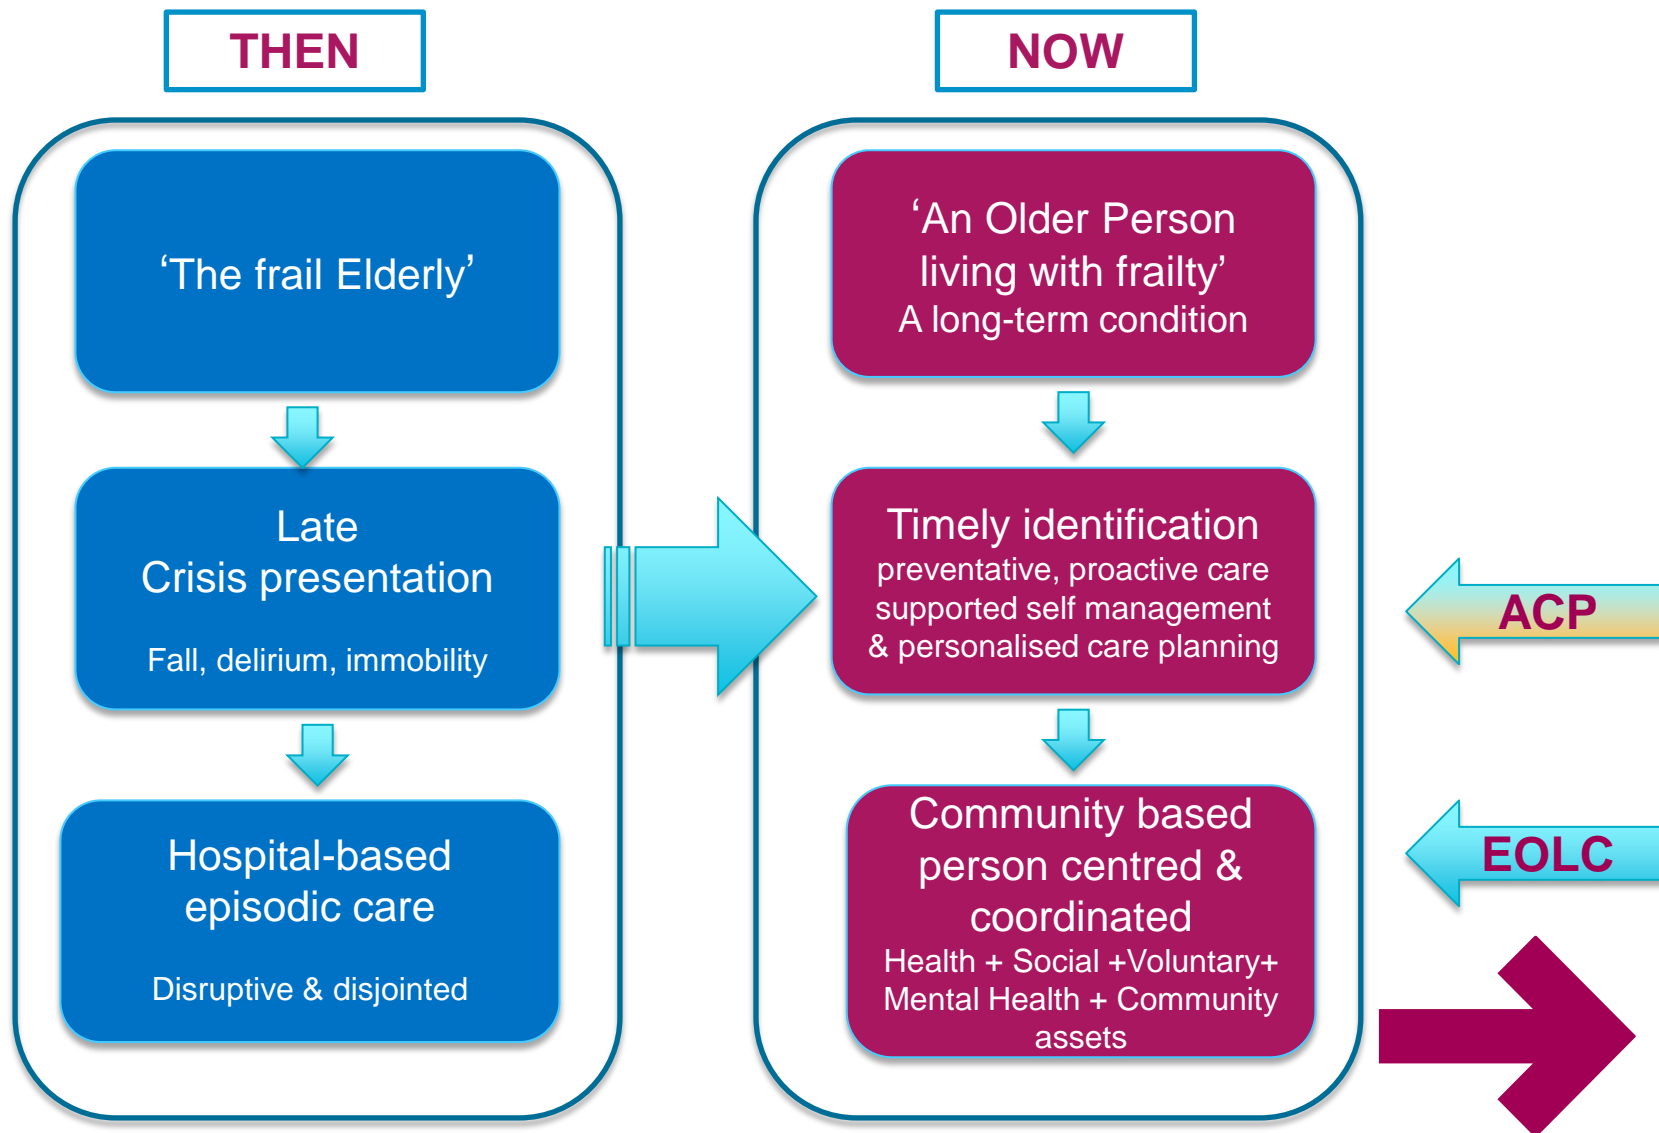 THEN
‘The frail Elderly’
Late
Crisis presentation
Fall, delirium, immobility
Hospital-based
episodic care
Disruptive & disjointed
NOW
‘An Older Person
living with frailty’
A long-term condition
Timely identification
preventative, proactive care
supported self management
& personalised care planning
Community based
person centred &
coordinated
Health + Social +Voluntary+
Mental Health + Community
assets
ACP
EOLC